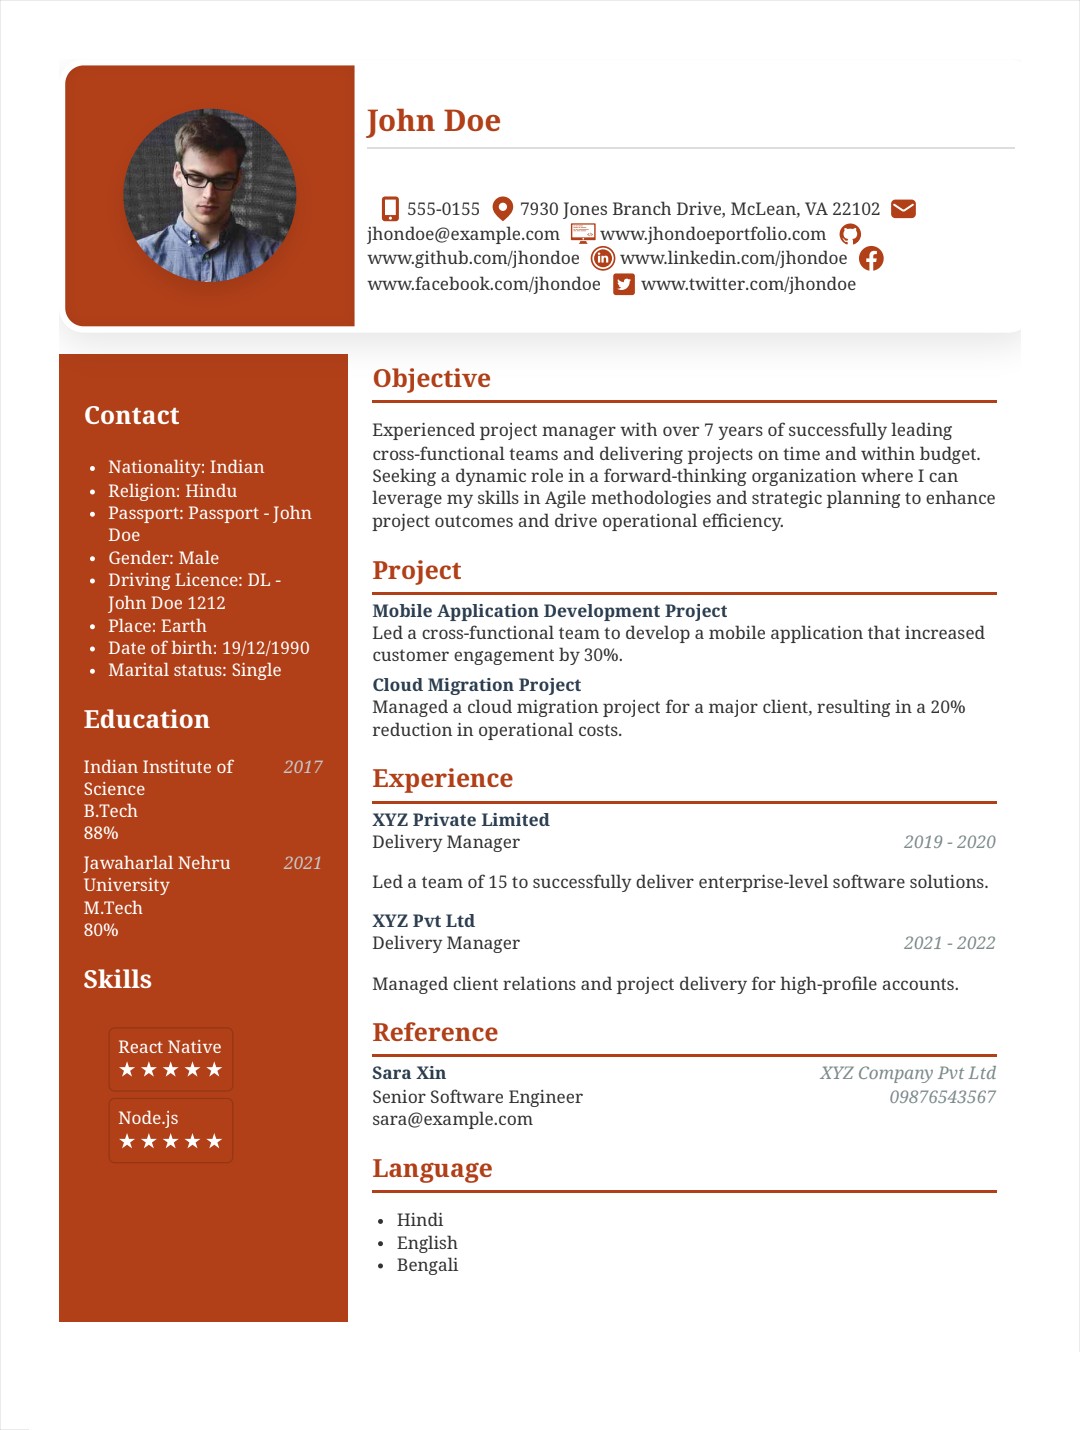 John Doe
555-0155 7930 Jones Branch Drive, McLean, VA 22102
jhondoe@example.com www.jhondoeportfolio.com
www.github.com/jhondoe www.linkedin.com/jhondoe
www.facebook.com/jhondoe www.twitter.com/jhondoe
Contact
• Nationality: Indian
• Religion: Hindu
• Passport: Passport - John
Doe
• Gender: Male
• Driving Licence: DL -
John Doe 1212
• Place: Earth
• Date of birth: 19/12/1990
• Marital status: Single
Education
Indian Institute of 2017
Science
B.Tech
88%
Jawaharlal Nehru 2021
University
M.Tech
80%
Skills
React Native
★ ★ ★ ★ ★
Node.js
★ ★ ★ ★ ★
Objective
Experienced project manager with over 7 years of successfully leading
cross-functional teams and delivering projects on time and within budget.
Seeking a dynamic role in a forward-thinking organization where I can
leverage my skills in Agile methodologies and strategic planning to enhance
project outcomes and drive operational efficiency.
Project
Mobile Application Development Project
Led a cross-functional team to develop a mobile application that increased
customer engagement by 30%.
Cloud Migration Project
Managed a cloud migration project for a major client, resulting in a 20%
reduction in operational costs.
Experience
XYZ Private Limited
Delivery Manager 2019 - 2020
Led a team of 15 to successfully deliver enterprise-level software solutions.
XYZ Pvt Ltd
Delivery Manager 2021 - 2022
Managed client relations and project delivery for high-profile accounts.
Reference
Sara Xin XYZ Company Pvt Ltd
Senior Software Engineer 09876543567
sara@example.com
Language
• Hindi
• English
• Bengali